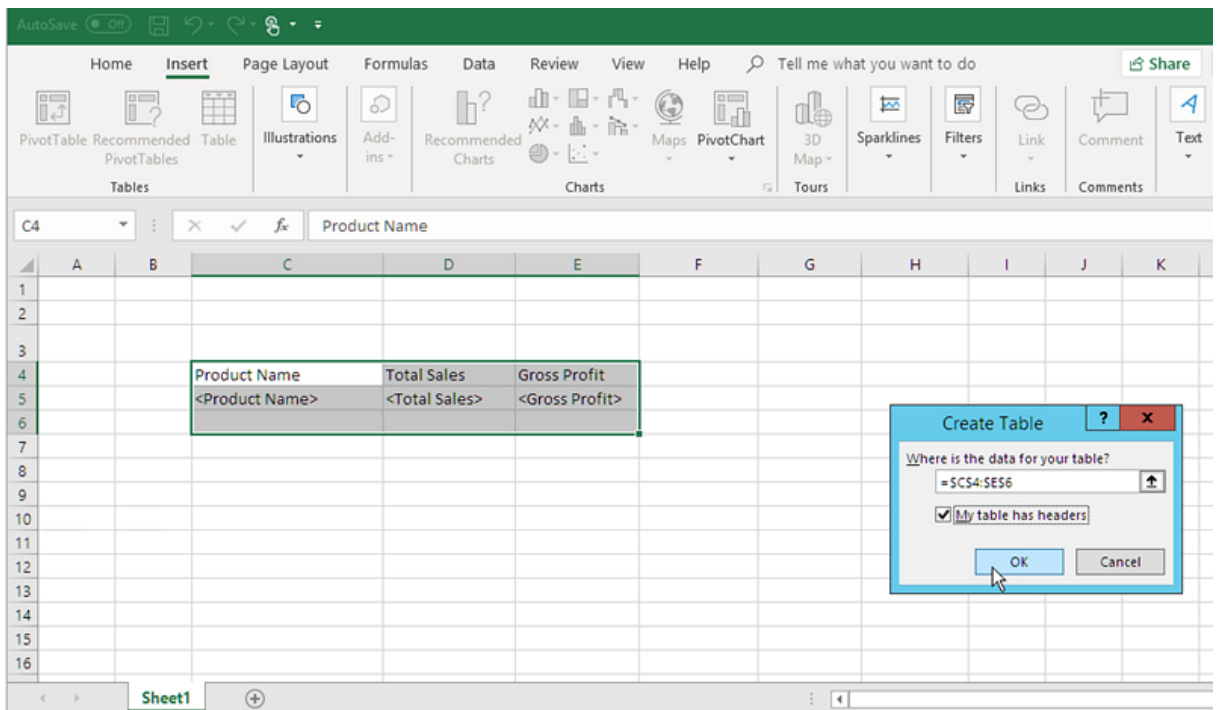 AutoSave Off
Home Insert Page Layout Formulas Data Review View Help Tell me what you want to do Share
PivotTable Recommended PivotTables Table
Illustrations
Add-ins
Recommended Charts
Maps PivotChart
3D Map
Sparklines
Filters
Link
Comment
Text
Tables Charts Tours Links Comments
C4 fx Product Name
A B C D E F G H I J K
1
2
3
4 Product Name Total Sales Gross Profit
5 <Product Name> <Total Sales> <Gross Profit>
6
7
8
9
10
11
12
13
14
15
16
Create Table ? X
Where is the data for your table?
=$C$4:$E$6
My table has headers
OK Cancel
Sheet1